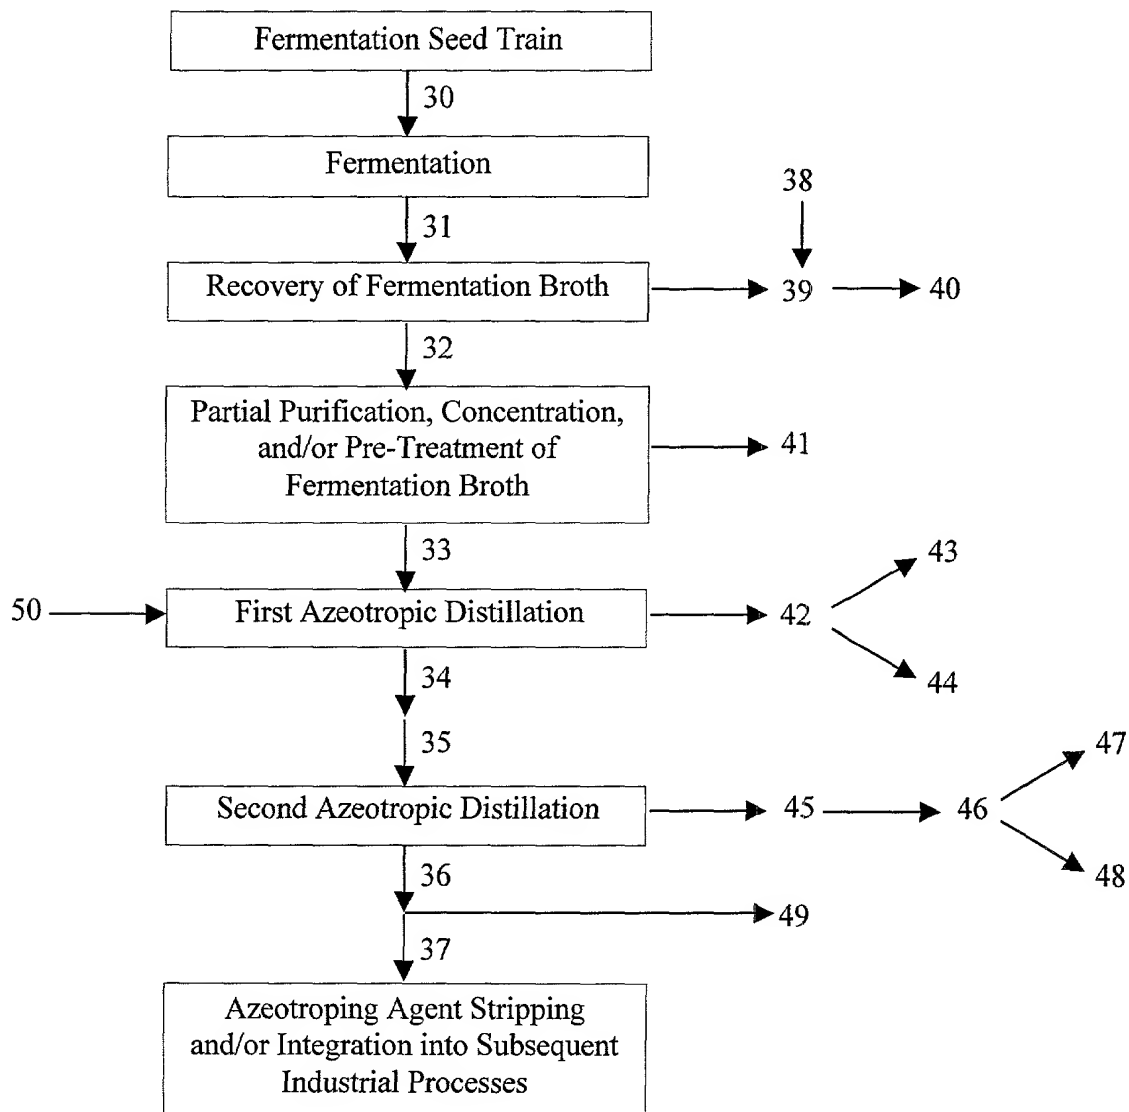 Fermentation Seed Train
30
Fermentation
38
31
Recovery of Fermentation Broth
39
40
32
Partial Purification, Concentration,
and/or Pre-Treatment of
Fermentation Broth
41
33
43
50
First Azeotropic Distillation
42
34
44
35
47
Second Azeotropic Distillation
45
46
36
48
49
37
Azeotroping Agent Stripping
and/or Integration into Subsequent
Industrial Processes